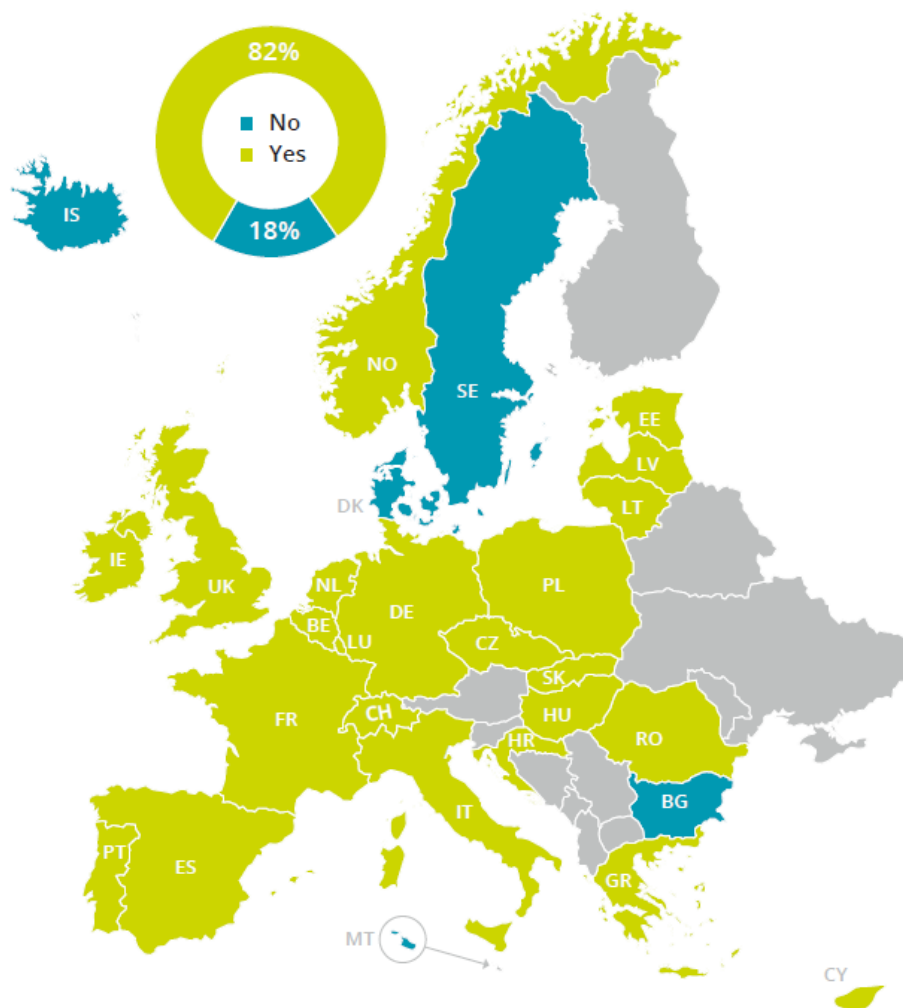 82%
No
Yes
18%
IS
NO
SE
EE
LV
LT
DK
IE
UK
NL
BE
LU
DE
PL
CZ
SK
FR
CH
HU
HR
RO
BG
IT
PT
ES
GR
MT
CY